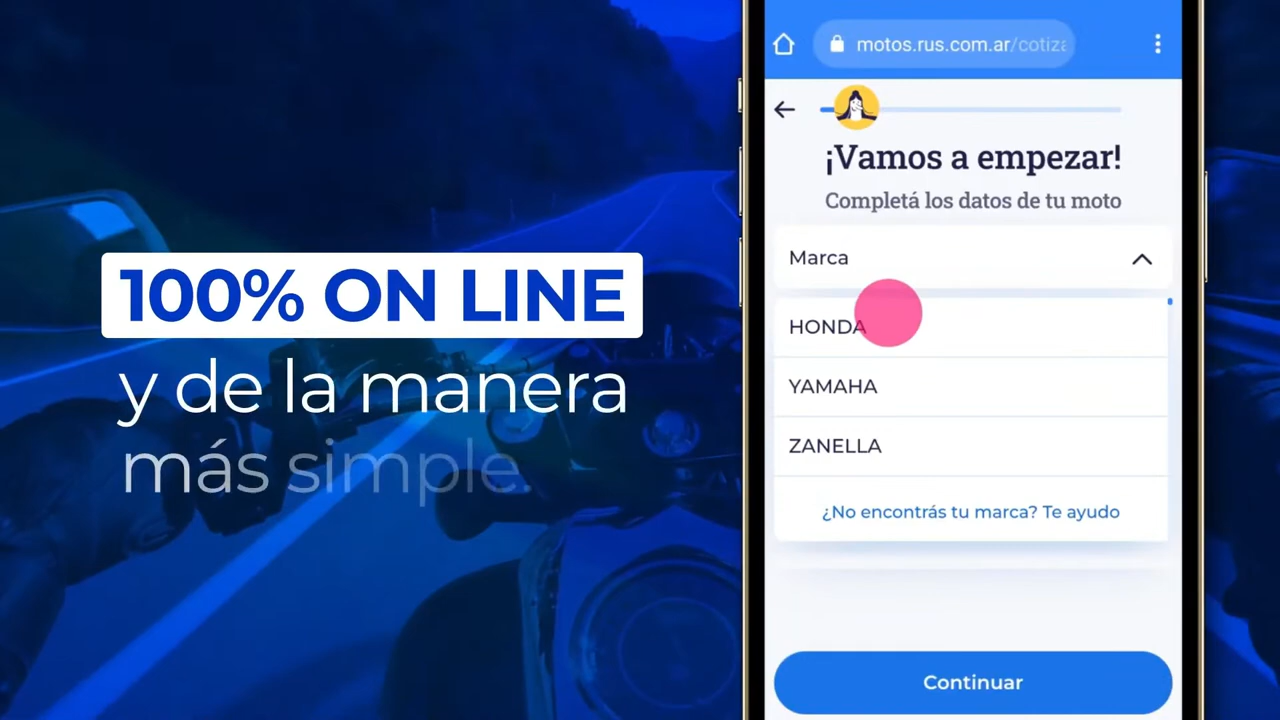 100% ON LINE
y de la manera
más simple.
motos.rus.com.ar/cotiz
¡Vamos a empezar!
Completá los datos de tu moto
Marca
HONDA
YAMAHA
ZANELLA
¿No encontrás tu marca? Te ayudo
Continuar